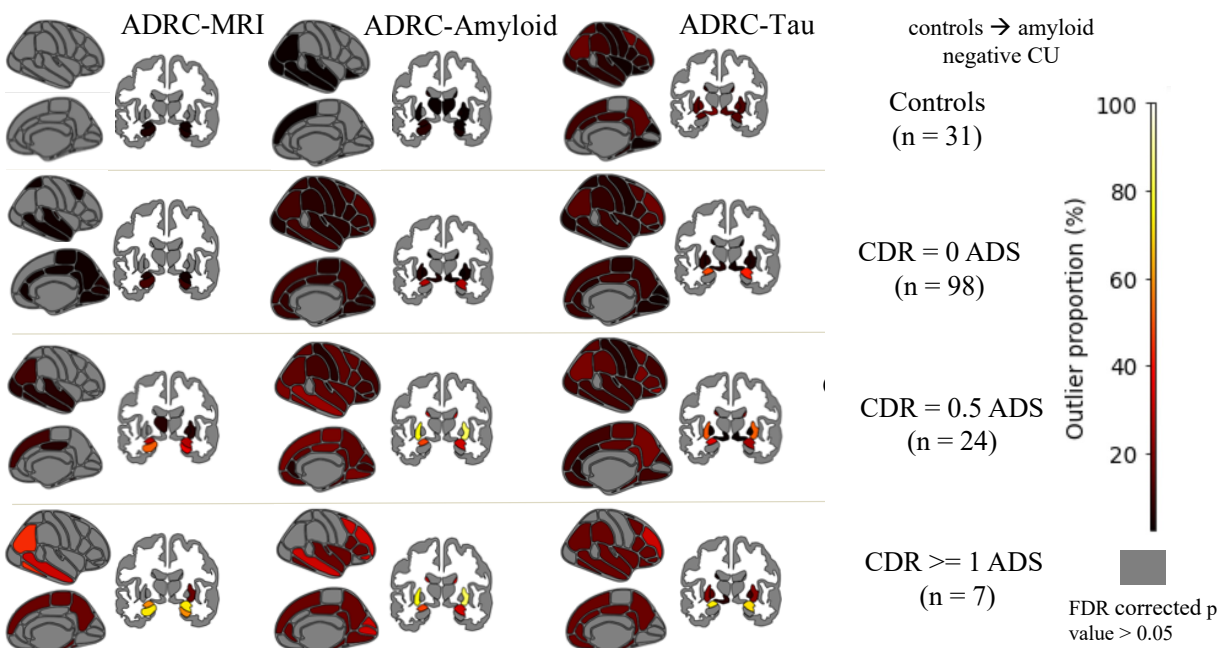 ADRC-MRI
ADRC-Amyloid
ADRC-Tau
controls → amyloid
negative CU
Controls
(n = 31)
CDR = 0 ADS
(n = 98)
CDR = 0.5 ADS
(n = 24)
CDR >= 1 ADS
(n = 7)
Outlier proportion (%)
100
80
60
40
20
FDR corrected p
value > 0.05